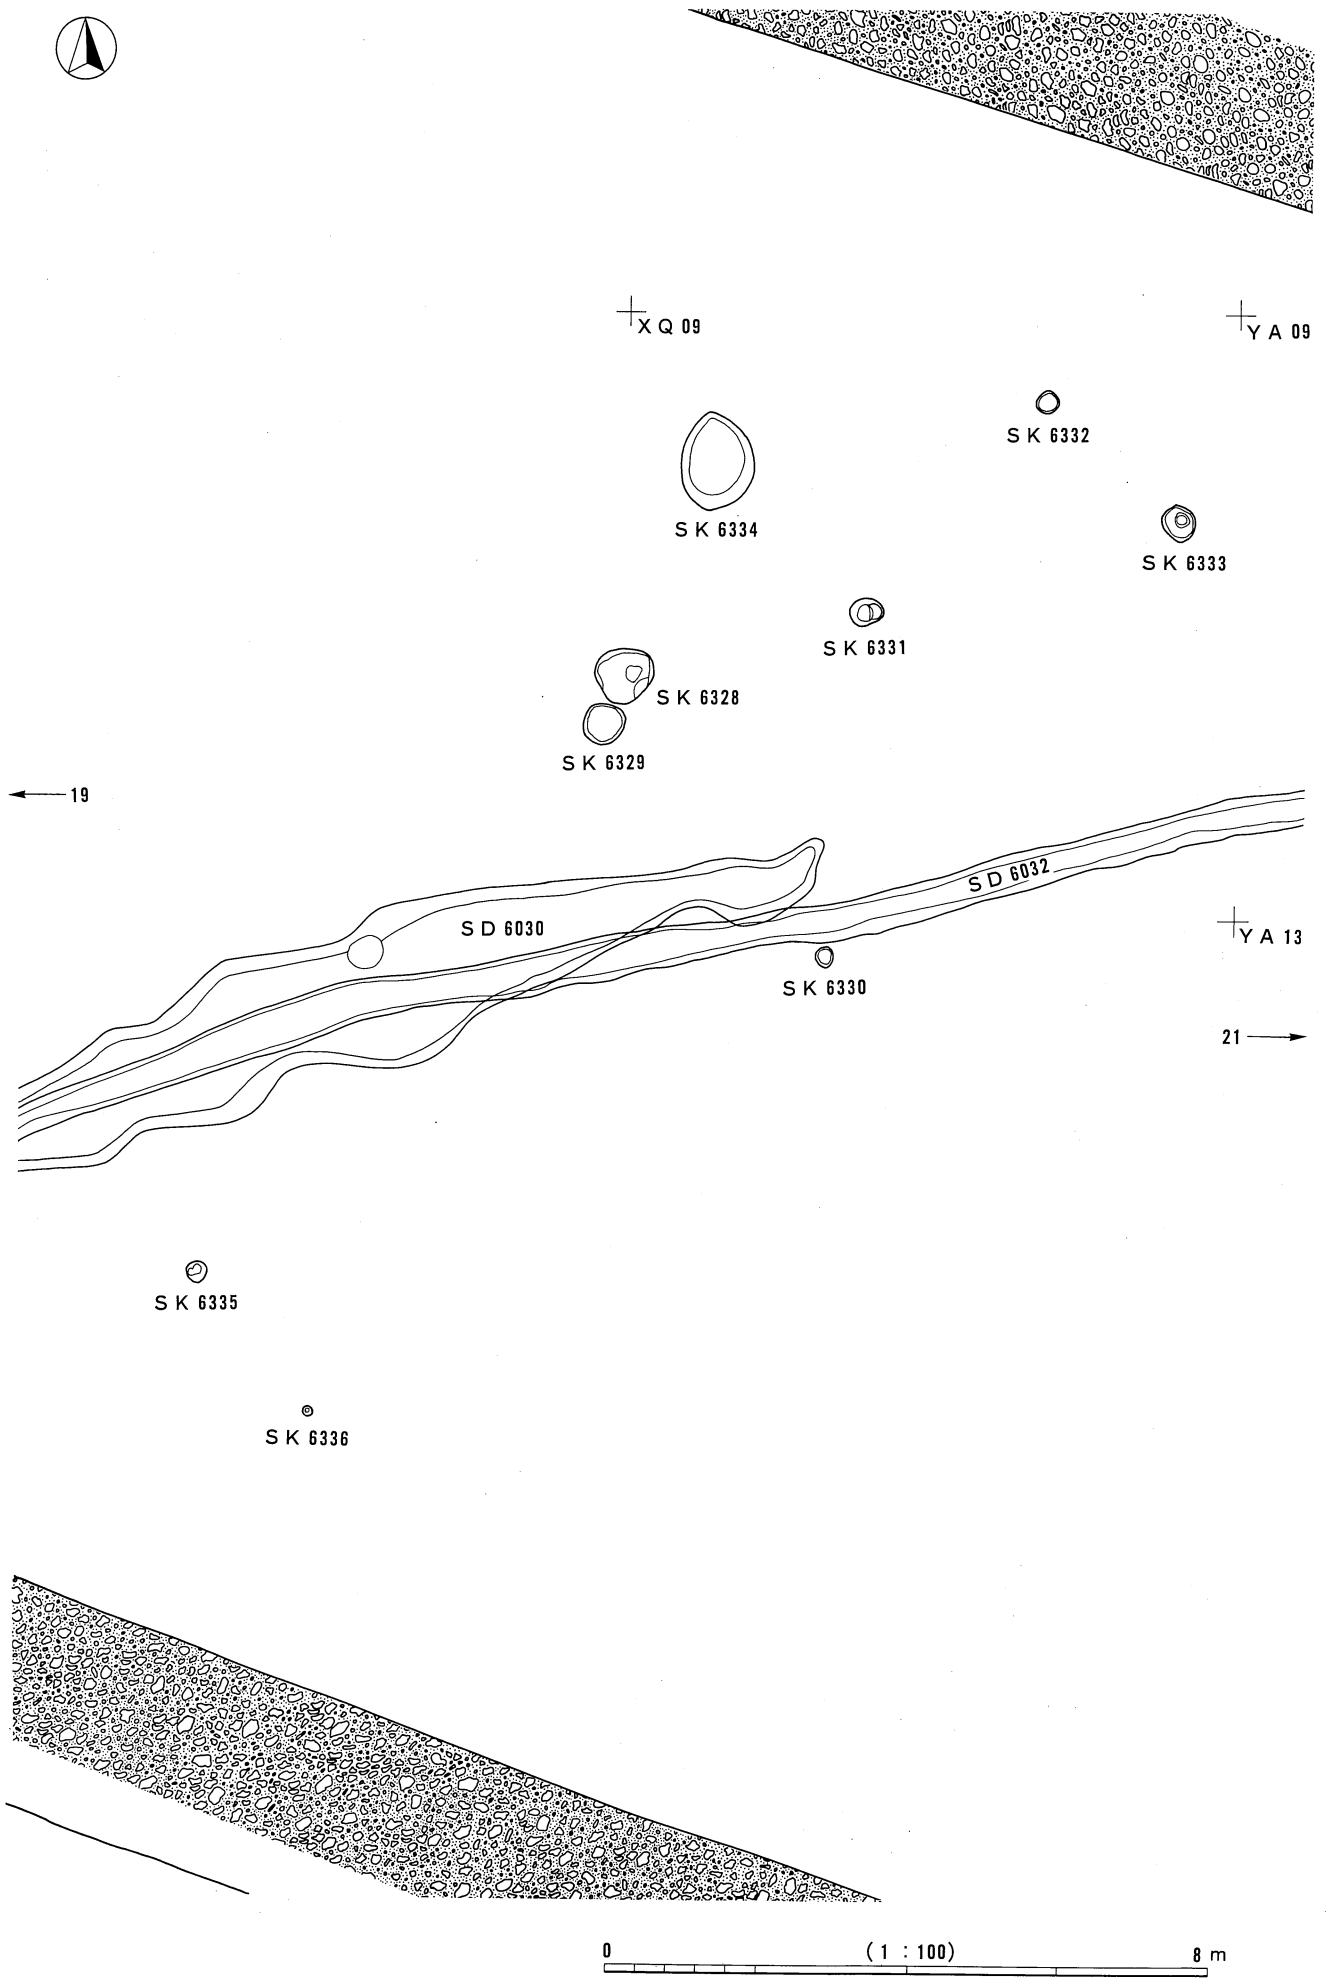 X Q 09
Y A 09
S K 6332
S K 6334
S K 6333
S K 6331
S K 6328
S K 6329
19
S D 6032
S D 6030
Y A 13
S K 6330
21
S K 6335
S K 6336
0 (1 : 100) 8 m